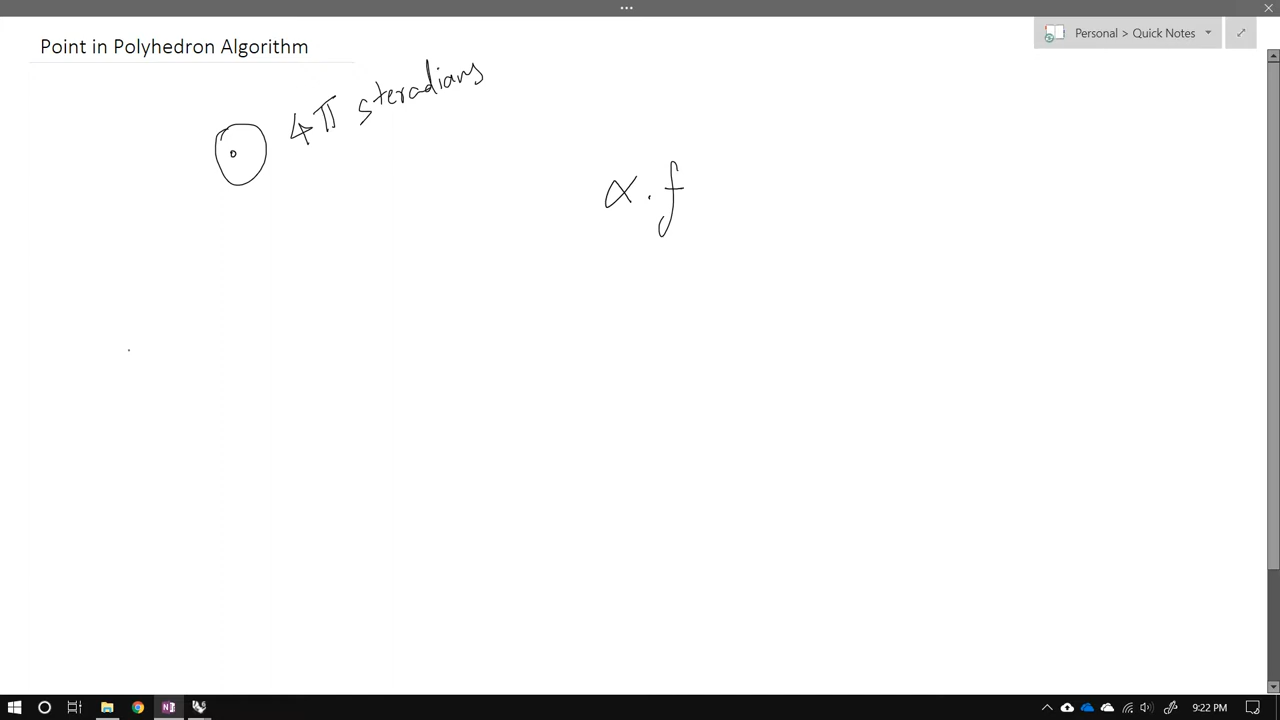 Personal > Quick Notes
Point in Polyhedron Algorithm
4π steradians
α . f
9:22 PM